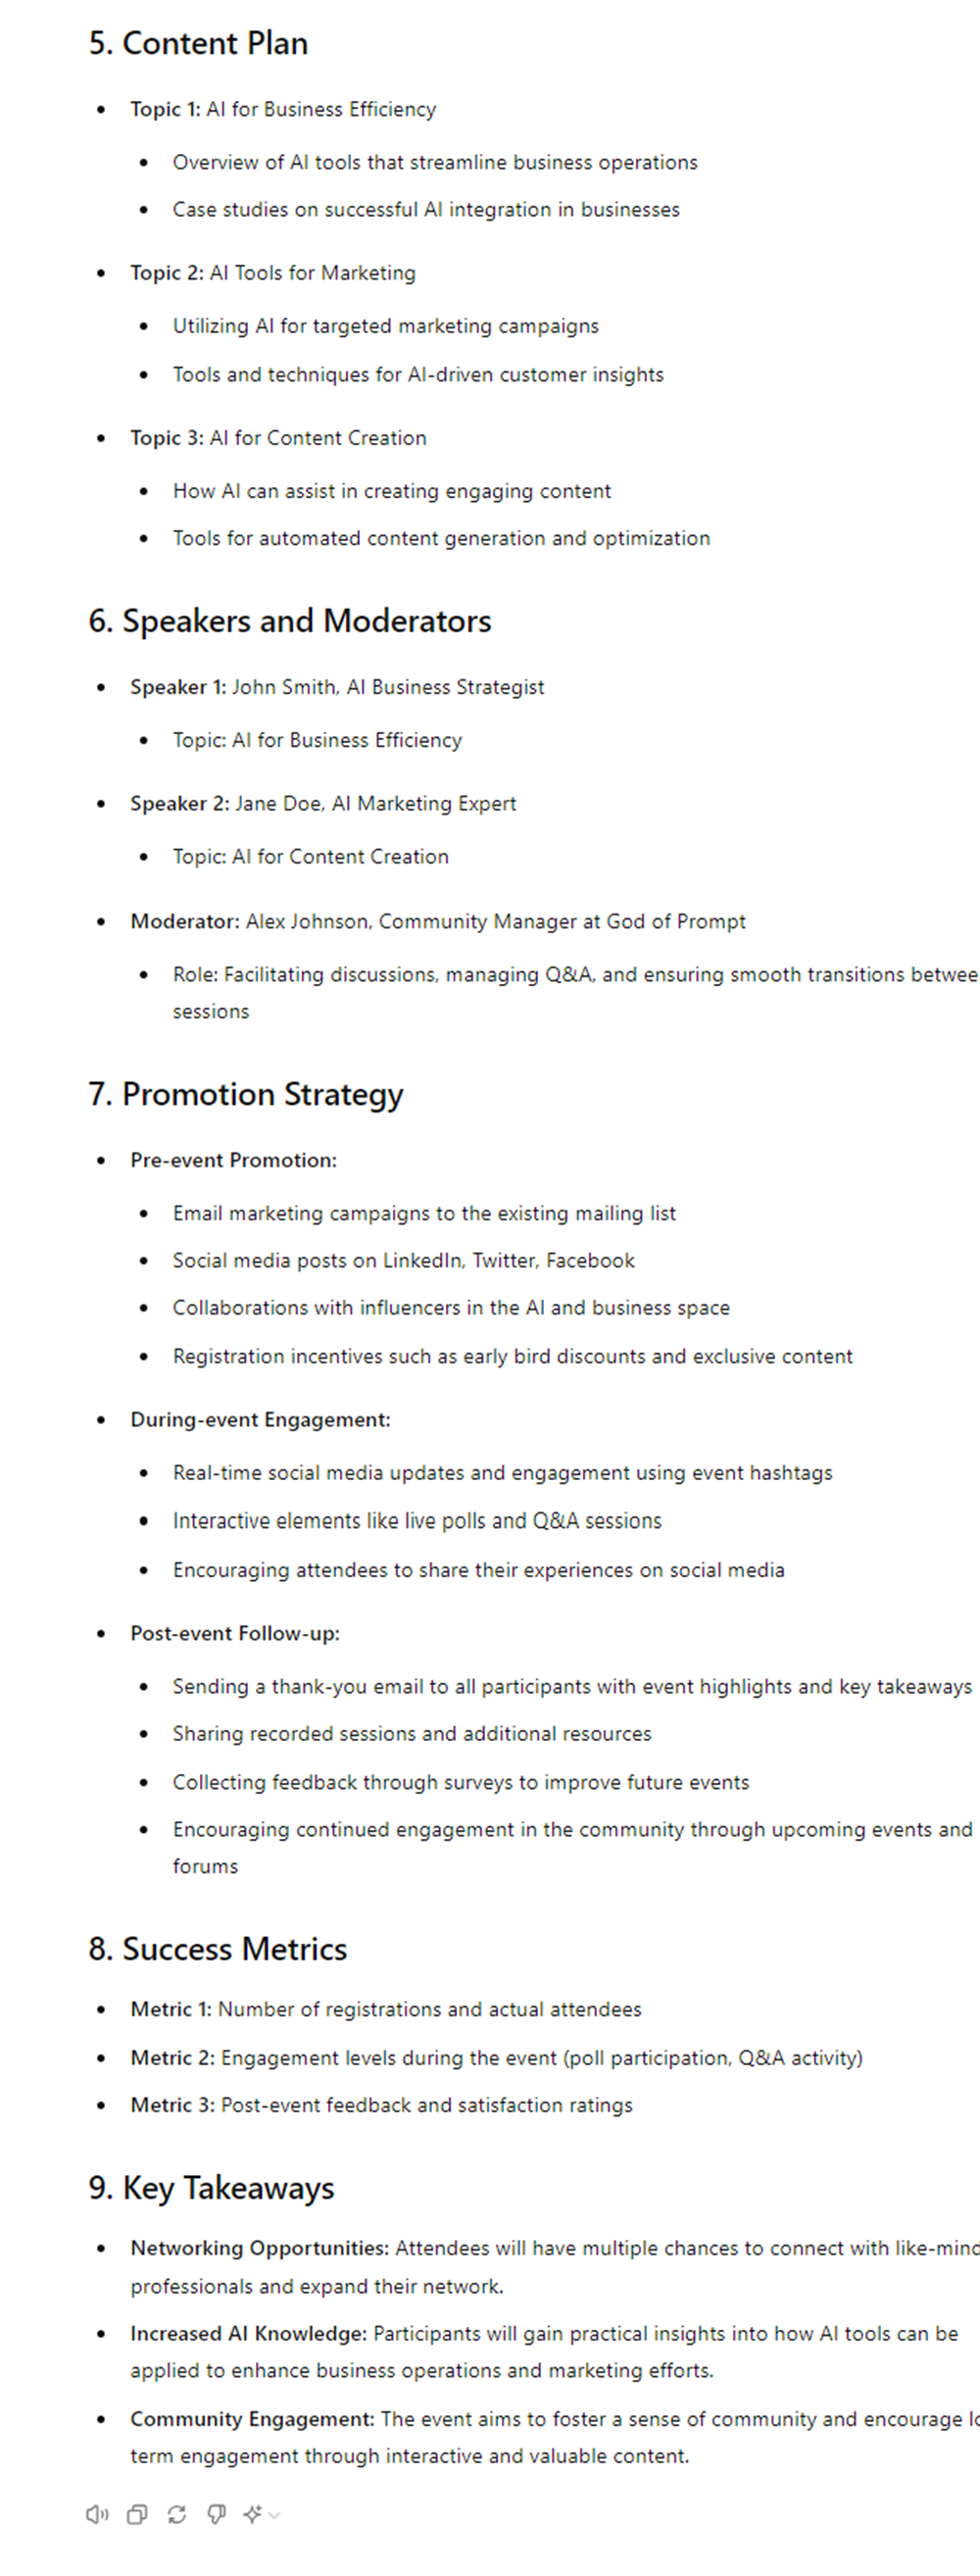 5. Content Plan
Topic 1: AI for Business Efficiency
Overview of AI tools that streamline business operations
Case studies on successful AI integration in businesses
Topic 2: AI Tools for Marketing
Utilizing AI for targeted marketing campaigns
Tools and techniques for AI-driven customer insights
Topic 3: AI for Content Creation
How AI can assist in creating engaging content
Tools for automated content generation and optimization
6. Speakers and Moderators
Speaker 1: John Smith, AI Business Strategist
Topic: AI for Business Efficiency
Speaker 2: Jane Doe, AI Marketing Expert
Topic: AI for Content Creation
Moderator: Alex Johnson, Community Manager at God of Prompt
Role: Facilitating discussions, managing Q&A, and ensuring smooth transitions betwee
sessions
7. Promotion Strategy
Pre-event Promotion:
Email marketing campaigns to the existing mailing list
Social media posts on LinkedIn, Twitter, Facebook
Collaborations with influencers in the AI and business space
Registration incentives such as early bird discounts and exclusive content
During-event Engagement:
Real-time social media updates and engagement using event hashtags
Interactive elements like live polls and Q&A sessions
Encouraging attendees to share their experiences on social media
Post-event Follow-up:
Sending a thank-you email to all participants with event highlights and key takeaways
Sharing recorded sessions and additional resources
Collecting feedback through surveys to improve future events
Encouraging continued engagement in the community through upcoming events and
forums
8. Success Metrics
Metric 1: Number of registrations and actual attendees
Metric 2: Engagement levels during the event (poll participation, Q&A activity)
Metric 3: Post-event feedback and satisfaction ratings
9. Key Takeaways
Networking Opportunities: Attendees will have multiple chances to connect with like-mind
professionals and expand their network.
Increased AI Knowledge: Participants will gain practical insights into how AI tools can be
applied to enhance business operations and marketing efforts.
Community Engagement: The event aims to foster a sense of community and encourage lo
term engagement through interactive and valuable content.